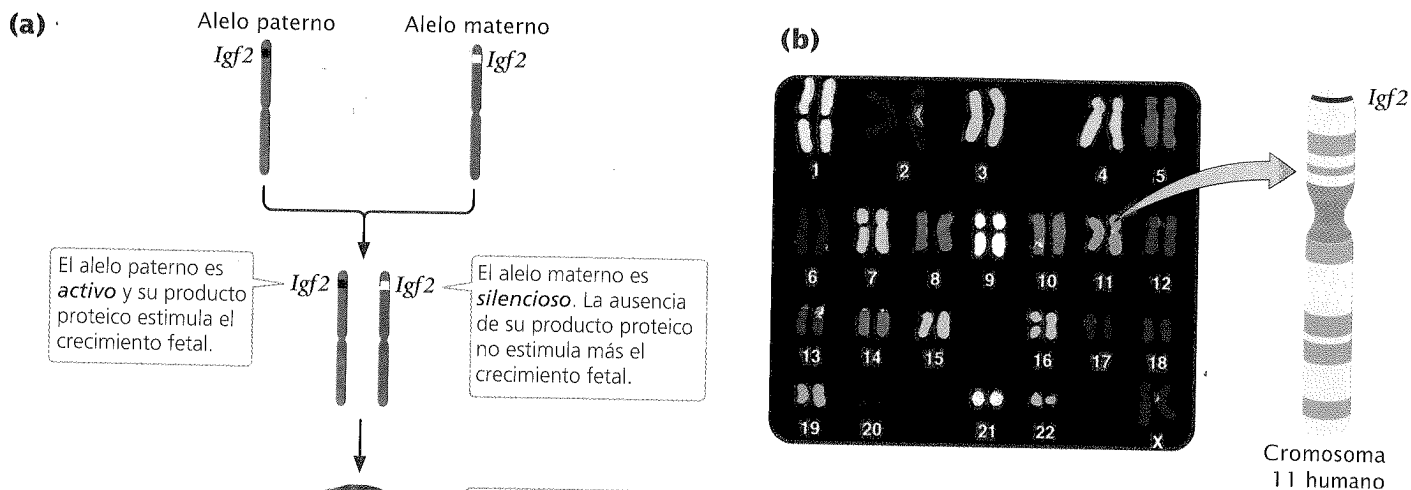 (a)
Alelo paterno
Igf2
Alelo materno
Igf2
El alelo paterno es
activo y su producto
proteico estimula el
crecimiento fetal.
Igf2
Igf2
El alelo materno es
silencioso. La ausencia
de su producto proteico
no estimula más el
crecimiento fetal.
(b)
1 2 3 4 5
6 7 8 9 10 11 12
13 14 15 16 17 18
19 20 21 22 X
Igf2
Cromosoma
11 humano